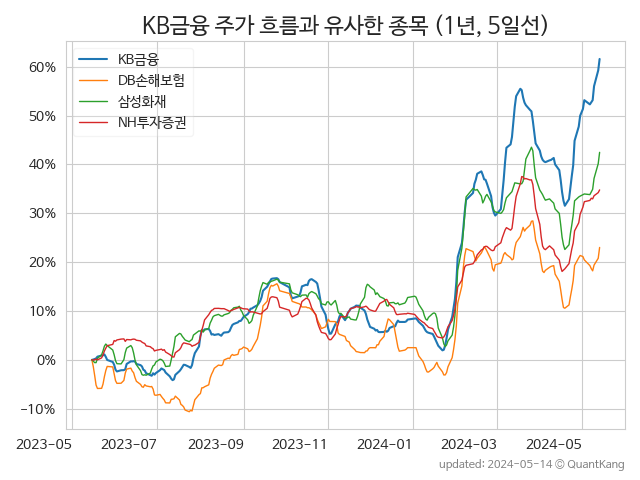 KB금융 주가 흐름과 유사한 종목 (1년, 5일선)
KB금융
DB손해보험
삼성화재
NH투자증권
60%
50%
40%
30%
20%
10%
0%
−10%
2023-05
2023-07
2023-09
2023-11
2024-01
2024-03
2024-05
updated: 2024-05-14 © QuantKang